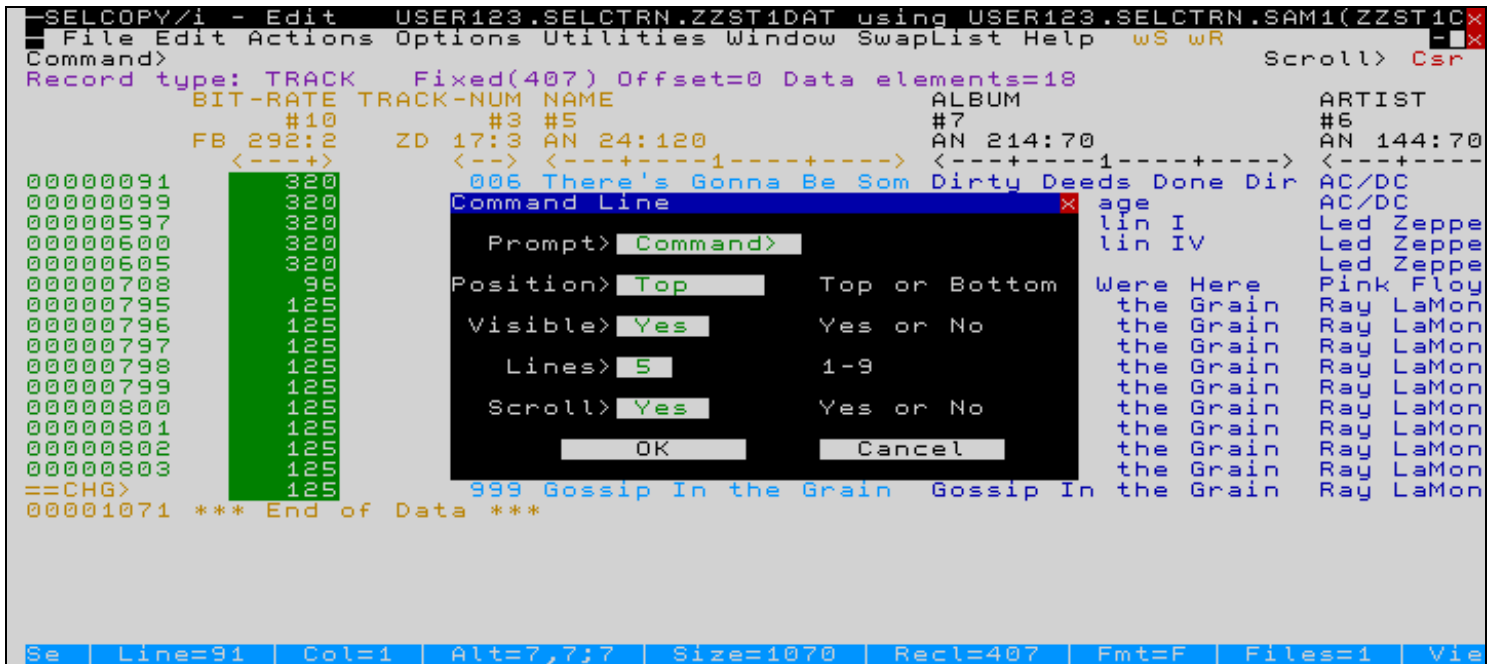 SELCOPY/i - Edit USER123.SELCTRN.ZZST1DAT using USER123.SELCTRN.SAM1(ZZST1C x
File Edit Actions Options Utilities Window SwapList Help wS wR - x
Command> Scroll> Csr
Record type: TRACK Fixed(407) Offset=0 Data elements=18
BIT-RATE TRACK-NUM NAME ALBUM ARTIST
#10 #3 #5 #7 #6
FB 292:2 ZD 17:3 AN 24:120 AN 214:70 AN 144:70
<---+> <--> <---+----1----+----> <---+----1----+----> <---+----
00000091 320 006 There's Gonna Be Som Dirty Deeds Done Dir AC/DC
00000099 320 Command Line x age AC/DC
00000597 320 lin I Led Zeppe
00000600 320 Prompt> Command> lin IV Led Zeppe
00000605 320 Led Zeppe
00000708 96 Position> Top Top or Bottom Were Here Pink Floy
00000795 125 the Grain Ray LaMon
00000796 125 Visible> Yes Yes or No the Grain Ray LaMon
00000797 125 the Grain Ray LaMon
00000798 125 Lines> 5 1-9 the Grain Ray LaMon
00000799 125 the Grain Ray LaMon
00000800 125 Scroll> Yes Yes or No the Grain Ray LaMon
00000801 125 the Grain Ray LaMon
00000802 125 OK Cancel the Grain Ray LaMon
00000803 125 the Grain Ray LaMon
==CHG> 125 999 Gossip In the Grain Gossip In the Grain Ray LaMon
00001071 *** End of Data ***
Se | Line=91 | Col=1 | Alt=7,7;7 | Size=1070 | Recl=407 | Fmt=F | Files=1 | Vie